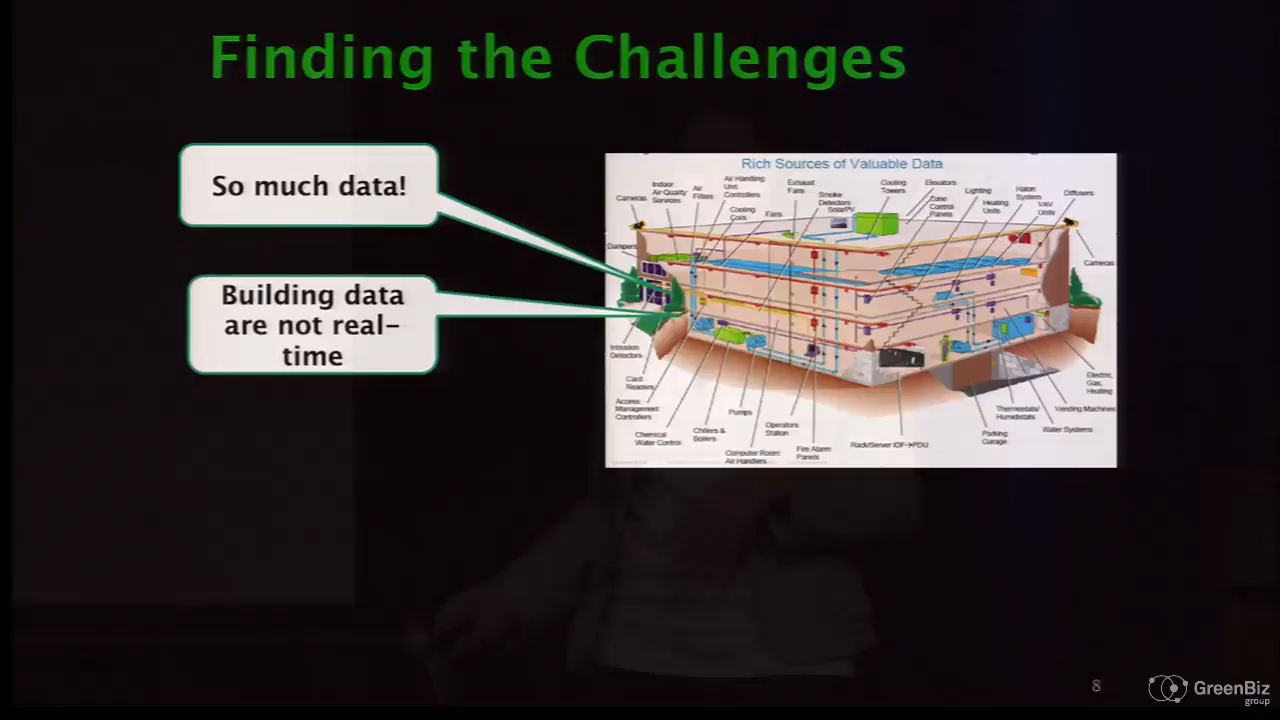 Finding the Challenges
So much data!
Building data
are not real-
time
Rich Sources of Valuable Data
Cameras
Indoor
Air Quality
Services
Air
Filters
Air Handling
Unit
Controllers
Cooling
Coils
Fans
Exhaust
Fans
Smoke
Detectors
Solar/PV
Cooling
Towers
Elevators
Zone
Control
Panels
Lighting
Heating
Units
Halon
System
VAV
Units
Diffusers
Dampers
Cameras
Intrusion
Detectors
Card
Readers
Access
Management
Controllers
Chemical
Water Control
Chillers &
Boilers
Pumps
Computer Room
Air Handlers
Operators
Station
Fire Alarm
Panels
Rack/Server
Parking
Garage
Thermostats/
Humidistats
Water Systems
Vending Machines
Electric,
Gas,
Heating
8
GreenBiz
group